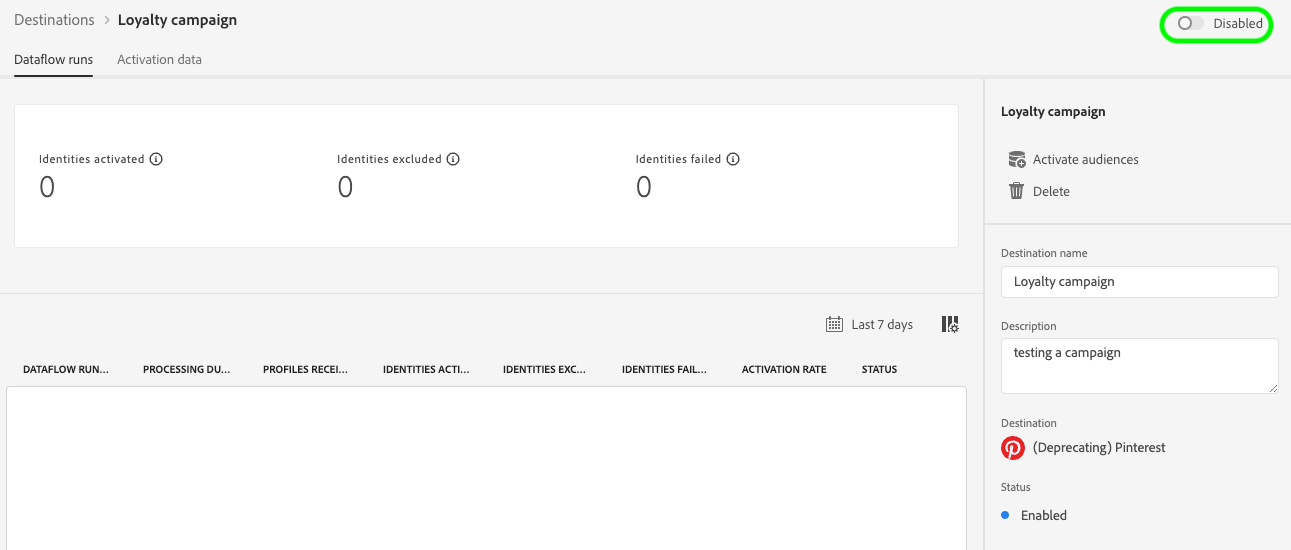 Destinations > Loyalty campaign
Disabled
Dataflow runs Activation data
Identities activated Identities excluded Identities failed
0 0 0
Last 7 days
DATAFLOW RUN... PROCESSING DU... PROFILES RECEI... IDENTITIES ACTI... IDENTITIES EXC... IDENTITIES FAIL... ACTIVATION RATE STATUS
Loyalty campaign
Activate audiences
Delete
Destination name
Loyalty campaign
Description
testing a campaign
Destination
(Deprecating) Pinterest
Status
Enabled